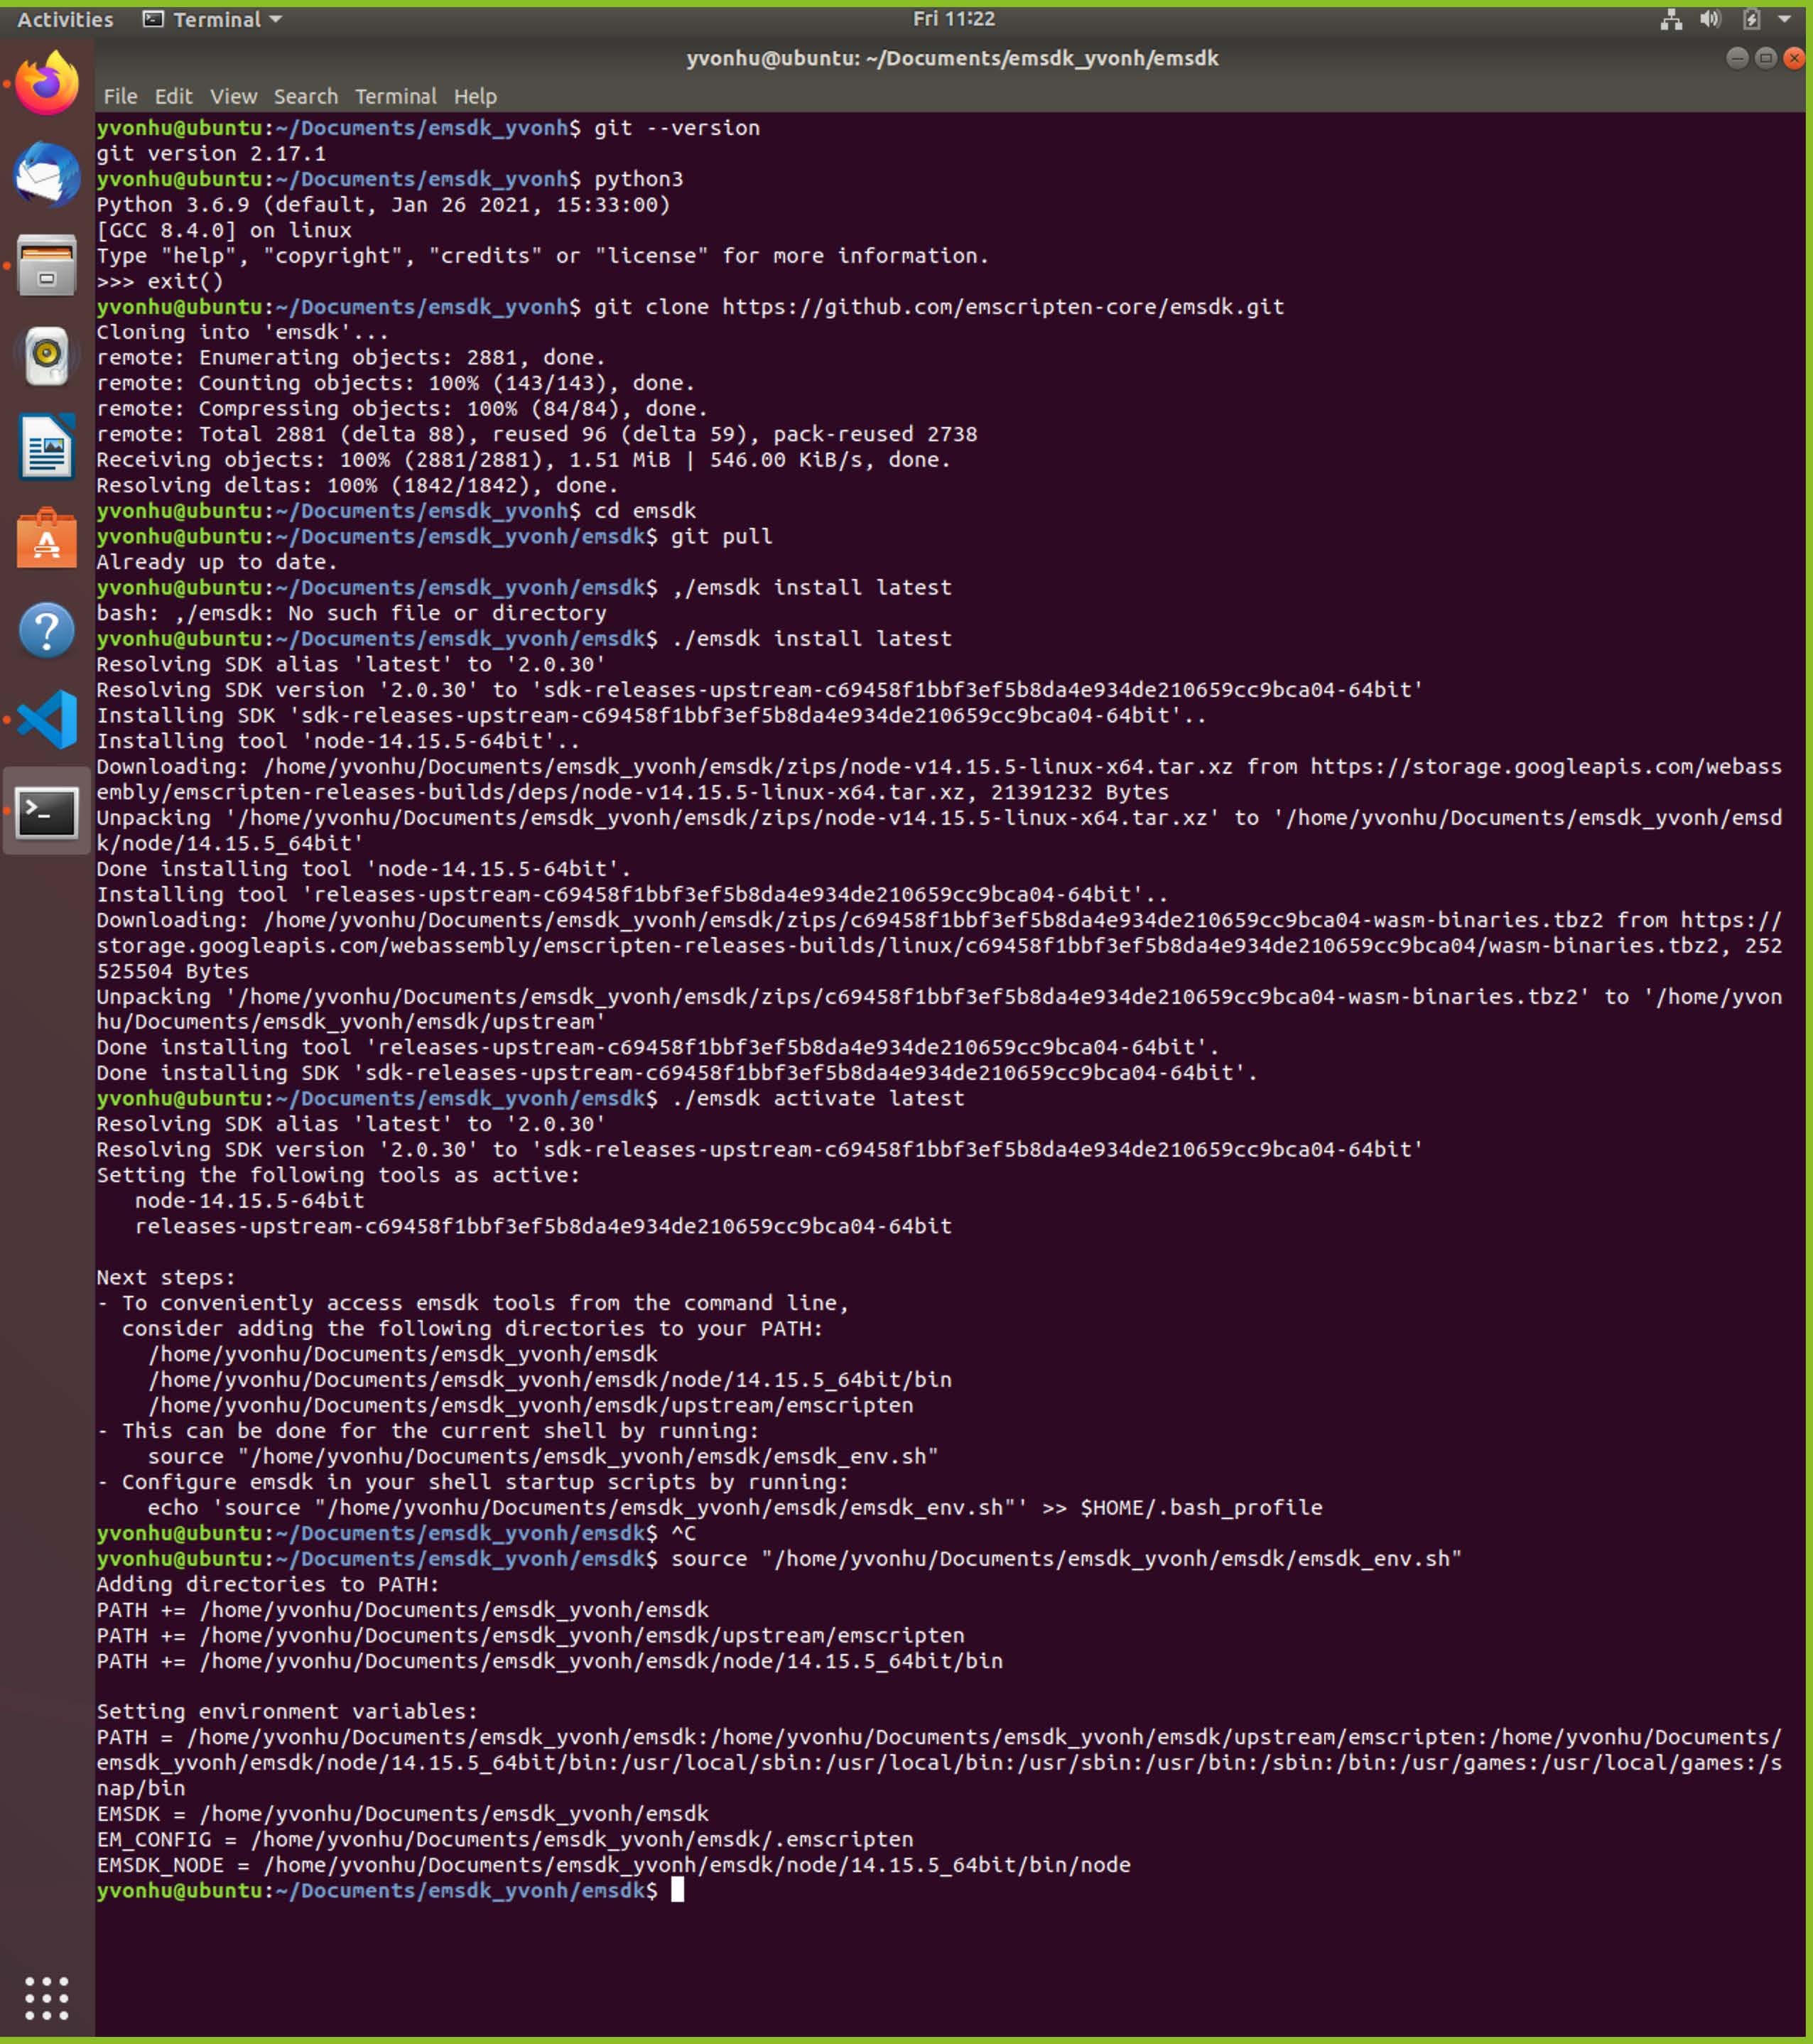 Activities Terminal Fri 11:22
yvonhu@ubuntu: ~/Documents/emsdk_yvonh/emsdk
File Edit View Search Terminal Help
yvonhu@ubuntu:~/Documents/emsdk_yvonh$ git --version
git version 2.17.1
yvonhu@ubuntu:~/Documents/emsdk_yvonh$ python3
Python 3.6.9 (default, Jan 26 2021, 15:33:00)
[GCC 8.4.0] on linux
Type "help", "copyright", "credits" or "license" for more information.
>>> exit()
yvonhu@ubuntu:~/Documents/emsdk_yvonh$ git clone https://github.com/emscripten-core/emsdk.git
Cloning into 'emsdk'...
remote: Enumerating objects: 2881, done.
remote: Counting objects: 100% (143/143), done.
remote: Compressing objects: 100% (84/84), done.
remote: Total 2881 (delta 88), reused 96 (delta 59), pack-reused 2738
Receiving objects: 100% (2881/2881), 1.51 MiB | 546.00 KiB/s, done.
Resolving deltas: 100% (1842/1842), done.
yvonhu@ubuntu:~/Documents/emsdk_yvonh$ cd emsdk
yvonhu@ubuntu:~/Documents/emsdk_yvonh/emsdk$ git pull
Already up to date.
yvonhu@ubuntu:~/Documents/emsdk_yvonh/emsdk$ ,/emsdk install latest
bash: ,/emsdk: No such file or directory
yvonhu@ubuntu:~/Documents/emsdk_yvonh/emsdk$ ./emsdk install latest
Resolving SDK alias 'latest' to '2.0.30'
Resolving SDK version '2.0.30' to 'sdk-releases-upstream-c69458f1bbf3ef5b8da4e934de210659cc9bca04-64bit'
Installing SDK 'sdk-releases-upstream-c69458f1bbf3ef5b8da4e934de210659cc9bca04-64bit'..
Installing tool 'node-14.15.5-64bit'..
Downloading: /home/yvonhu/Documents/emsdk_yvonh/emsdk/zips/node-v14.15.5-linux-x64.tar.xz from https://storage.googleapis.com/webass
embly/emscripten-releases-builds/deps/node-v14.15.5-linux-x64.tar.xz, 21391232 Bytes
Unpacking '/home/yvonhu/Documents/emsdk_yvonh/emsdk/zips/node-v14.15.5-linux-x64.tar.xz' to '/home/yvonhu/Documents/emsdk_yvonh/emsd
k/node/14.15.5_64bit'
Done installing tool 'node-14.15.5-64bit'.
Installing tool 'releases-upstream-c69458f1bbf3ef5b8da4e934de210659cc9bca04-64bit'..
Downloading: /home/yvonhu/Documents/emsdk_yvonh/emsdk/zips/c69458f1bbf3ef5b8da4e934de210659cc9bca04-wasm-binaries.tbz2 from https://
storage.googleapis.com/webassembly/emscripten-releases-builds/linux/c69458f1bbf3ef5b8da4e934de210659cc9bca04/wasm-binaries.tbz2, 252
525504 Bytes
Unpacking '/home/yvonhu/Documents/emsdk_yvonh/emsdk/zips/c69458f1bbf3ef5b8da4e934de210659cc9bca04-wasm-binaries.tbz2' to '/home/yvon
hu/Documents/emsdk_yvonh/emsdk/upstream'
Done installing tool 'releases-upstream-c69458f1bbf3ef5b8da4e934de210659cc9bca04-64bit'.
Done installing SDK 'sdk-releases-upstream-c69458f1bbf3ef5b8da4e934de210659cc9bca04-64bit'.
yvonhu@ubuntu:~/Documents/emsdk_yvonh/emsdk$ ./emsdk activate latest
Resolving SDK alias 'latest' to '2.0.30'
Resolving SDK version '2.0.30' to 'sdk-releases-upstream-c69458f1bbf3ef5b8da4e934de210659cc9bca04-64bit'
Setting the following tools as active:
   node-14.15.5-64bit
   releases-upstream-c69458f1bbf3ef5b8da4e934de210659cc9bca04-64bit

Next steps:
- To conveniently access emsdk tools from the command line,
  consider adding the following directories to your PATH:
    /home/yvonhu/Documents/emsdk_yvonh/emsdk
    /home/yvonhu/Documents/emsdk_yvonh/emsdk/node/14.15.5_64bit/bin
    /home/yvonhu/Documents/emsdk_yvonh/emsdk/upstream/emscripten
- This can be done for the current shell by running:
    source "/home/yvonhu/Documents/emsdk_yvonh/emsdk/emsdk_env.sh"
- Configure emsdk in your shell startup scripts by running:
    echo 'source "/home/yvonhu/Documents/emsdk_yvonh/emsdk/emsdk_env.sh"' >> $HOME/.bash_profile
yvonhu@ubuntu:~/Documents/emsdk_yvonh/emsdk$ ^C
yvonhu@ubuntu:~/Documents/emsdk_yvonh/emsdk$ source "/home/yvonhu/Documents/emsdk_yvonh/emsdk/emsdk_env.sh"
Adding directories to PATH:
PATH += /home/yvonhu/Documents/emsdk_yvonh/emsdk
PATH += /home/yvonhu/Documents/emsdk_yvonh/emsdk/upstream/emscripten
PATH += /home/yvonhu/Documents/emsdk_yvonh/emsdk/node/14.15.5_64bit/bin

Setting environment variables:
PATH = /home/yvonhu/Documents/emsdk_yvonh/emsdk:/home/yvonhu/Documents/emsdk_yvonh/emsdk/upstream/emscripten:/home/yvonhu/Documents/
emsdk_yvonh/emsdk/node/14.15.5_64bit/bin:/usr/local/sbin:/usr/local/bin:/usr/sbin:/usr/bin:/sbin:/bin:/usr/games:/usr/local/games:/s
nap/bin
EMSDK = /home/yvonhu/Documents/emsdk_yvonh/emsdk
EM_CONFIG = /home/yvonhu/Documents/emsdk_yvonh/emsdk/.emscripten
EMSDK_NODE = /home/yvonhu/Documents/emsdk_yvonh/emsdk/node/14.15.5_64bit/bin/node
yvonhu@ubuntu:~/Documents/emsdk_yvonh/emsdk$